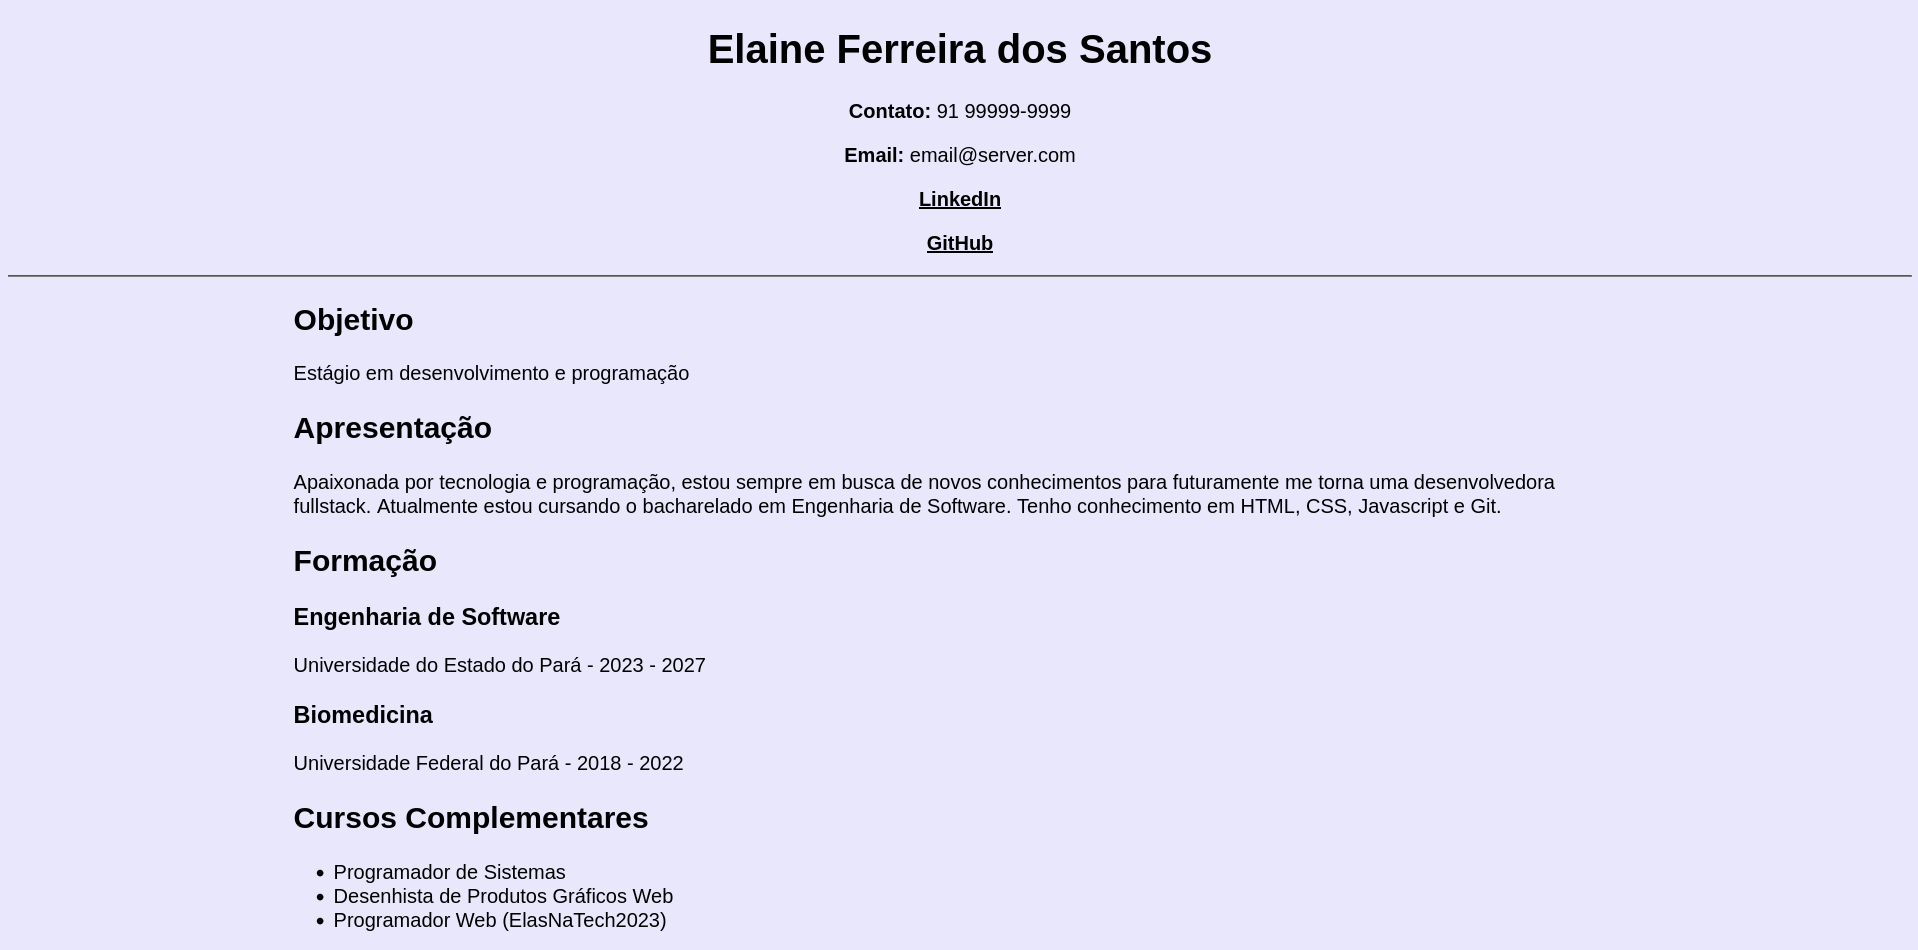 Elaine Ferreira dos Santos
Contato: 91 99999-9999
Email: email@server.com
LinkedIn
GitHub
Objetivo
Estágio em desenvolvimento e programação
Apresentação
Apaixonada por tecnologia e programação, estou sempre em busca de novos conhecimentos para futuramente me torna uma desenvolvedora
fullstack. Atualmente estou cursando o bacharelado em Engenharia de Software. Tenho conhecimento em HTML, CSS, Javascript e Git.
Formação
Engenharia de Software
Universidade do Estado do Pará - 2023 - 2027
Biomedicina
Universidade Federal do Pará - 2018 - 2022
Cursos Complementares
• Programador de Sistemas
• Desenhista de Produtos Gráficos Web
• Programador Web (ElasNaTech2023)